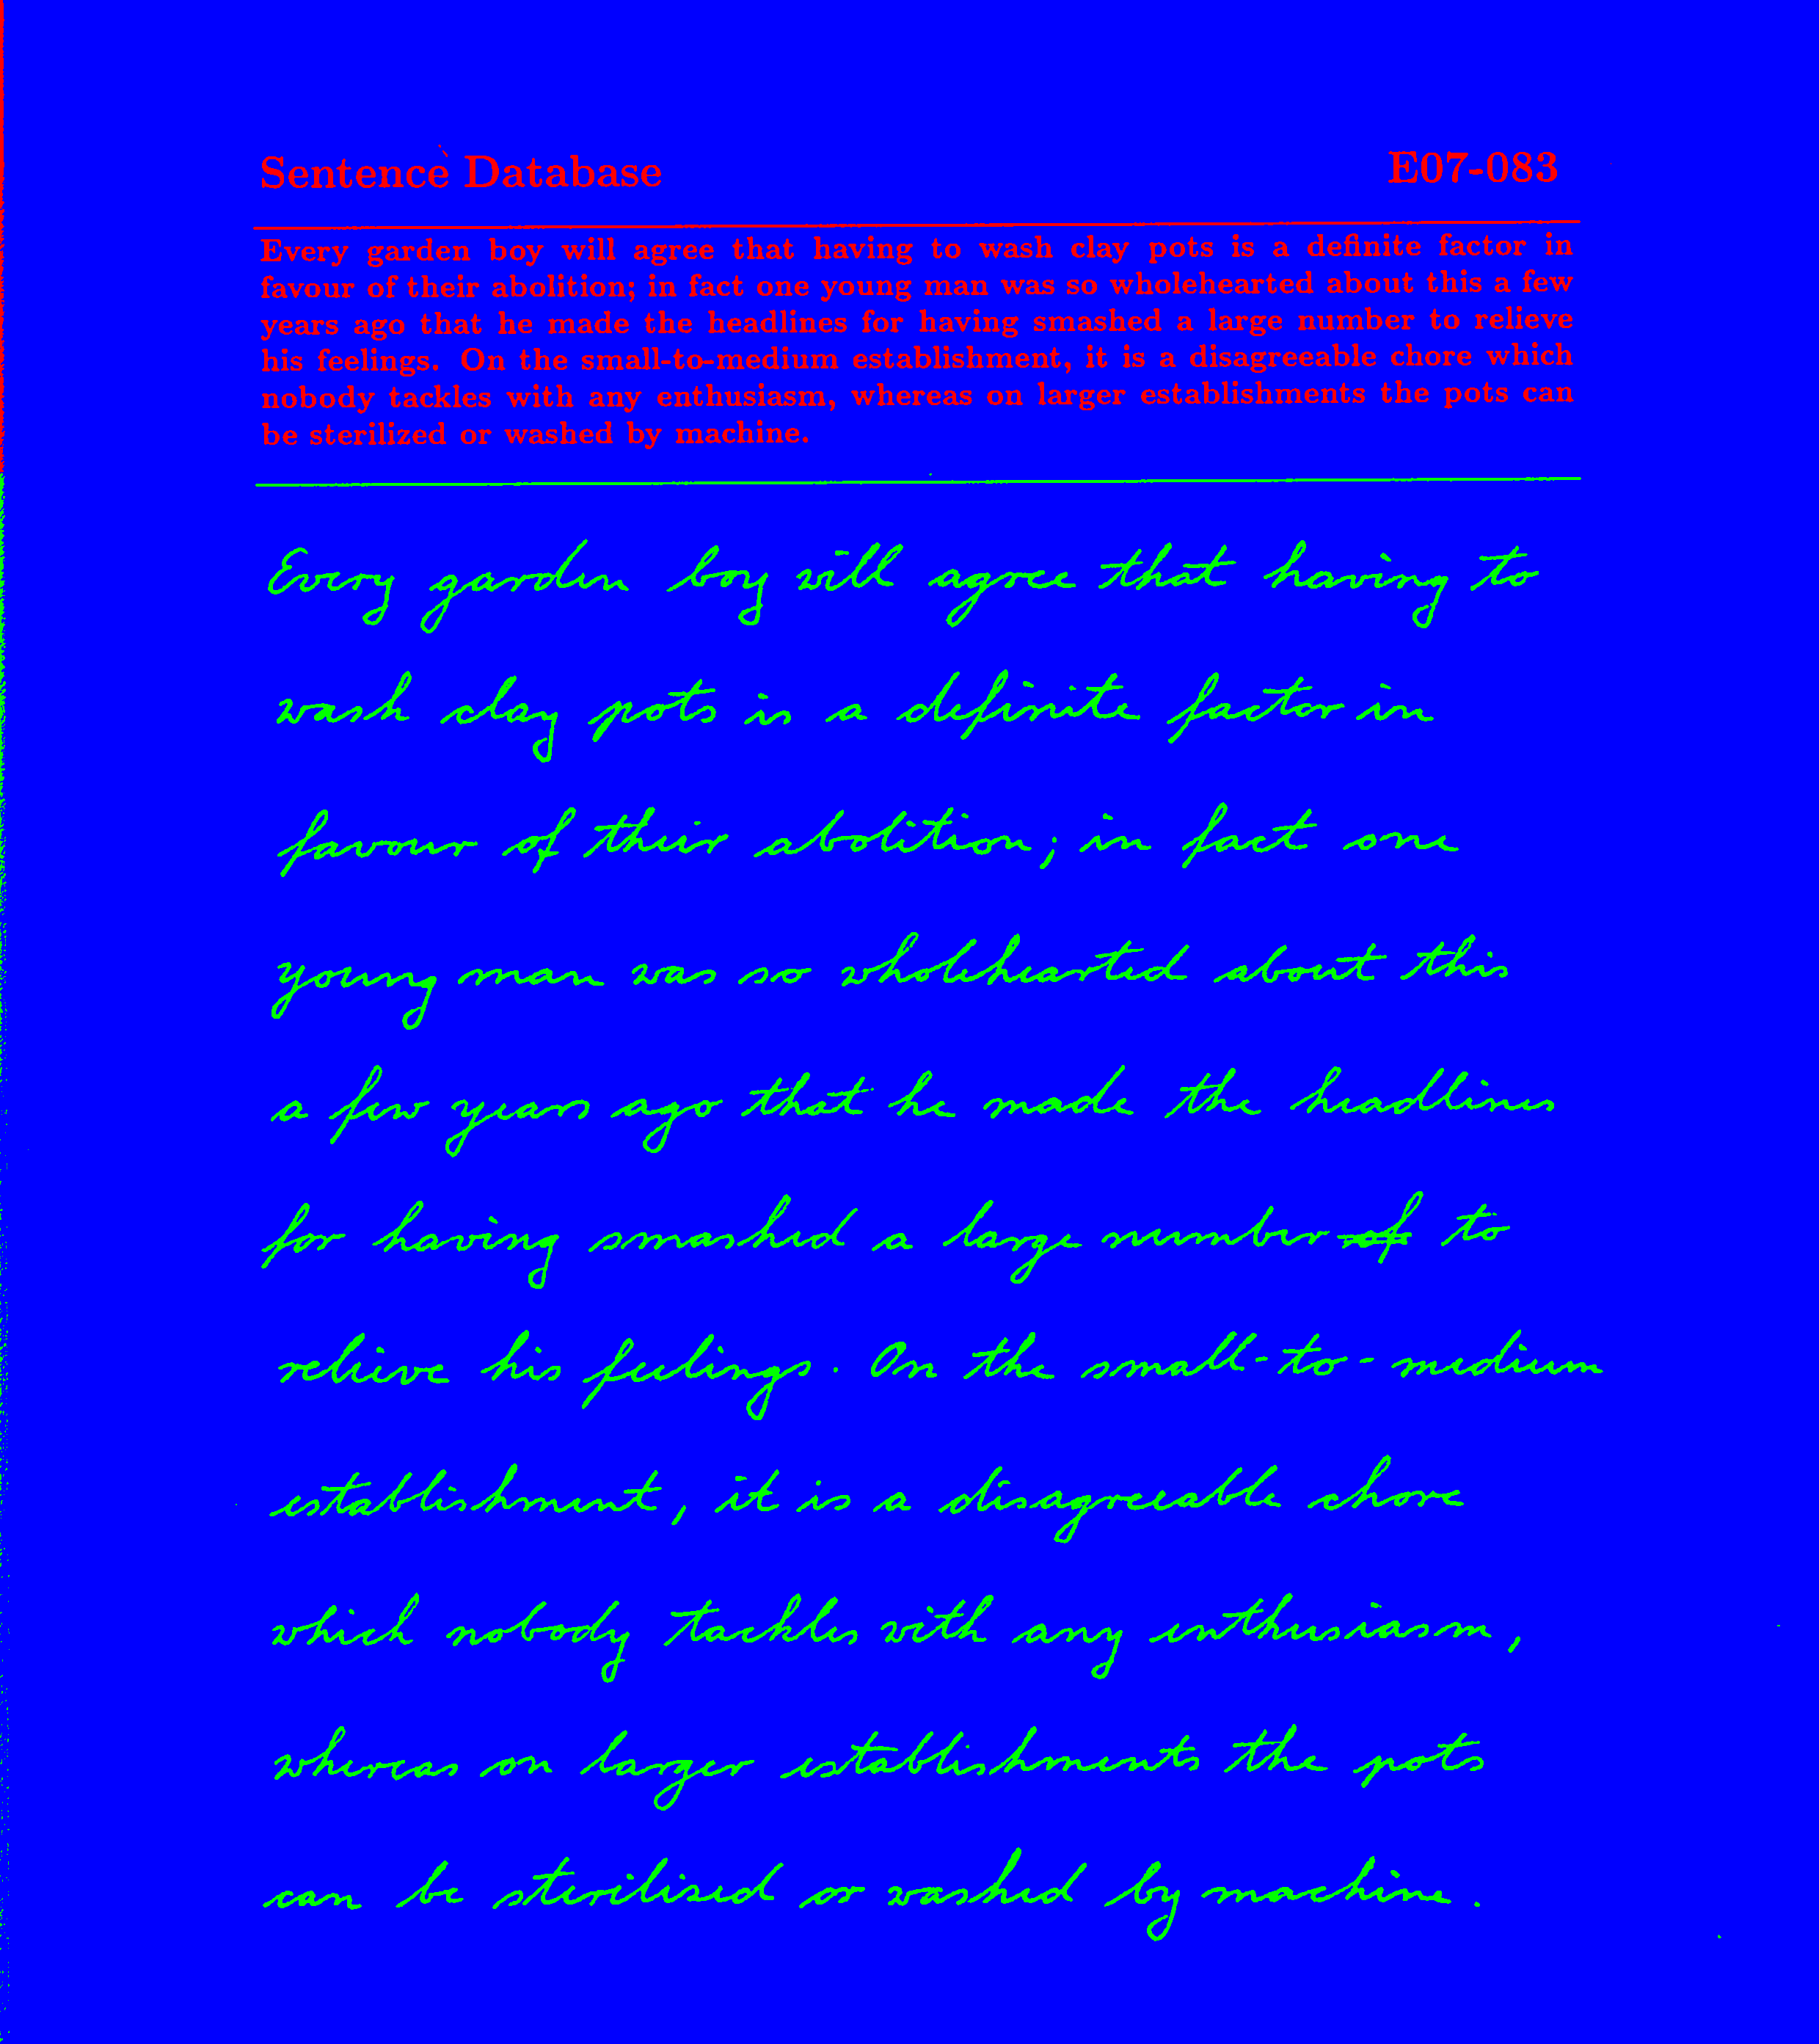 Sentence Database E07-083
Every garden boy will agree that having to wash clay pots is a definite factor in
favour of their abolition; in fact one young man was so wholehearted about this a few
years ago that he made the headlines for having smashed a large number to relieve
his feelings. On the small-to-medium establishment, it is a disagreeable chore which
nobody tackles with any enthusiasm, whereas on larger establishments the pots can
be sterilized or washed by machine.
Every garden boy will agree that having to
wash clay pots is a definite factor in
favour of their abolition; in fact one
young man was so wholehearted about this
a few years ago that he made the headlines
for having smashed a large number of to
relieve his feelings. On the small-to-medium
establishment, it is a disagreeable chore
which nobody tackles with any enthusiasm,
whereas on larger establishments the pots
can be sterilised or washed by machine.